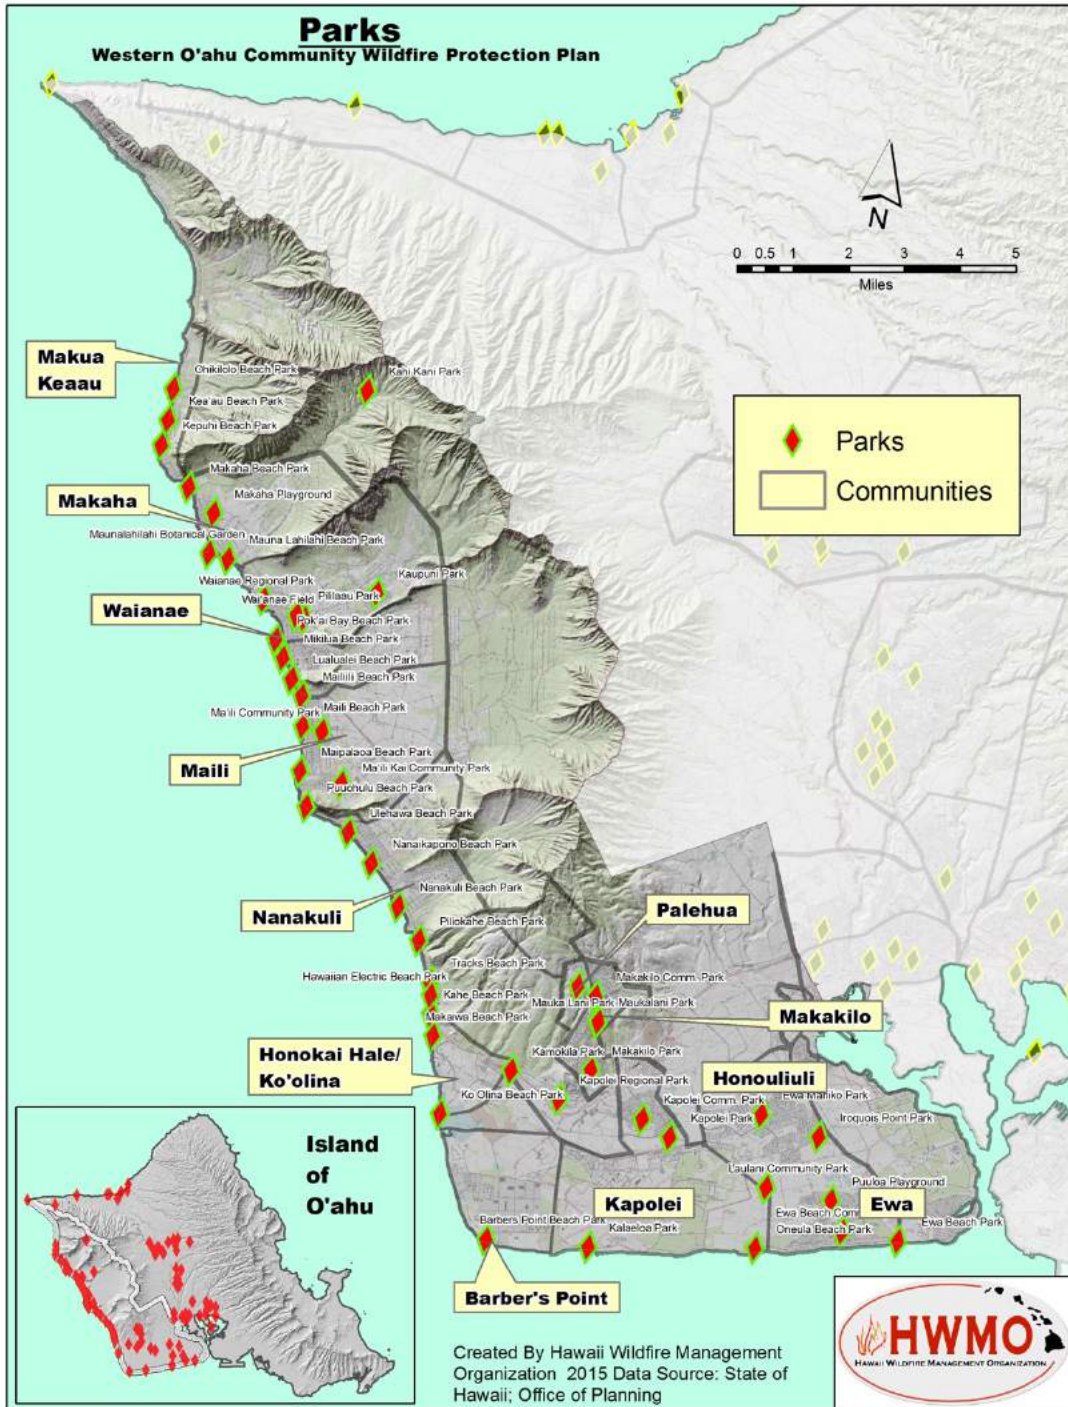 Parks
Western O'ahu Community Wildfire Protection Plan
N
0 0.5 1 2 3 4 5
Miles
Makua
Keaau
Ohikilolo Beach Park
Kani Kani Park
Kea'au Beach Park
Kepuhi Beach Park
Parks
Communities
Makaha Beach Park
Makaha Playground
Makaha
Maunalahilahi Botanical Garden
Mauna Lahilahi Beach Park
Waianae Regional Park
Kaupuni Park
Wai'anae Field
Pililaau Park
Waianae
Pok'ai Bay Beach Park
Mikilua Beach Park
Lualualei Beach Park
Mailiili Beach Park
Ma'ili Community Park
Maili Beach Park
Maili
Maipalaoa Beach Park
Ma'ili Kai Community Park
Puuohulu Beach Park
Ulehawa Beach Park
Nanaikapono Beach Park
Nanakuli Beach Park
Nanakuli
Palehua
Piliokahe Beach Park
Tracks Beach Park
Hawaiian Electric Beach Park
Makakilo Comm. Park
Kahe Beach Park
Mauka Lani Park
Maukalani Park
Makaiwa Beach Park
Makakilo
Honokai Hale/
Ko'olina
Kamokila Park
Makakilo Park
Kapolei Regional Park
Honouliuli
Ko Olina Beach Park
Kapolei Comm. Park
Ewa Mahiko Park
Kapolei Park
Iroquois Point Park
Laulani Community Park
Puuloa Playground
Kapolei
Ewa
Ewa Beach Com
Barbers Point Beach Park
Kalaeloa Park
Oneula Beach Park
Ewa Beach Park
Barber's Point
Island
of
O'ahu
Created By Hawaii Wildfire Management
Organization 2015 Data Source: State of
Hawaii; Office of Planning
HWMO
HAWAII WILDFIRE MANAGEMENT ORGANIZATION